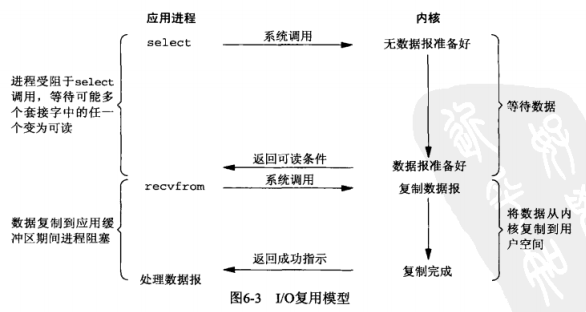 应用进程
内核
select
系统调用
无数据报准备好
进程受阻于select
调用，等待可能多
个套接字中的任一
个变为可读
等待数据
返回可读条件
数据报准备好
recvfrom
系统调用
复制数据报
数据复制到应用缓
冲区期间进程阻塞
将数据从内
核复制到用
户空间
返回成功指示
处理数据报
复制完成
图6-3 I/O复用模型